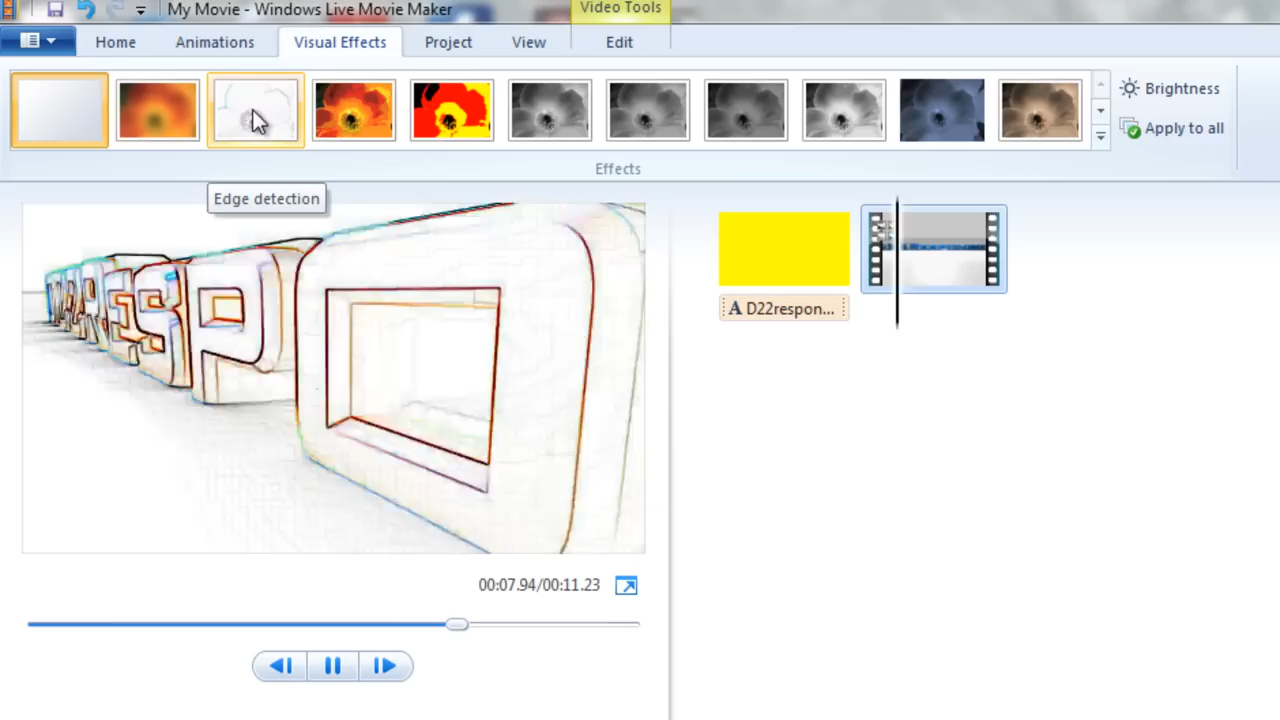 My Movie - Windows Live Movie Maker
Video Tools
Home
Animations
Visual Effects
Project
View
Edit
Brightness
Apply to all
Effects
Edge detection
RESPO
A D22respon...
00:07.94/00:11.23